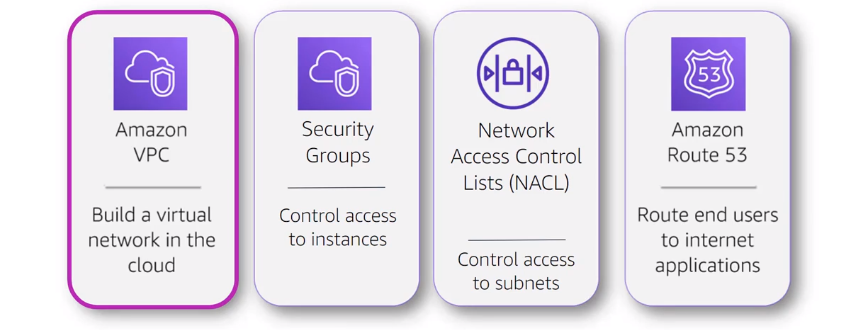 Amazon
VPC
Build a virtual
network in the
cloud
Security
Groups
Control access
to instances
Network
Access Control
Lists (NACL)
Control access
to subnets
53
Amazon
Route 53
Route end users
to internet
applications